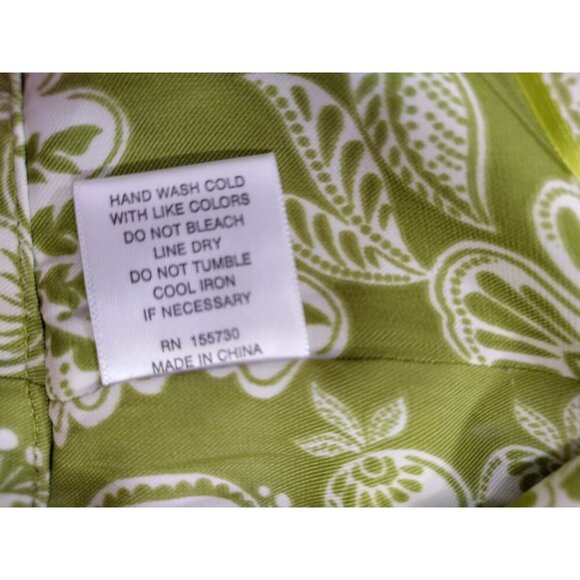 HAND WASH COLD
WITH LIKE COLORS
DO NOT BLEACH
LINE DRY
DO NOT TUMBLE
COOL IRON
IF NECESSARY
RN 155730
MADE IN CHINA